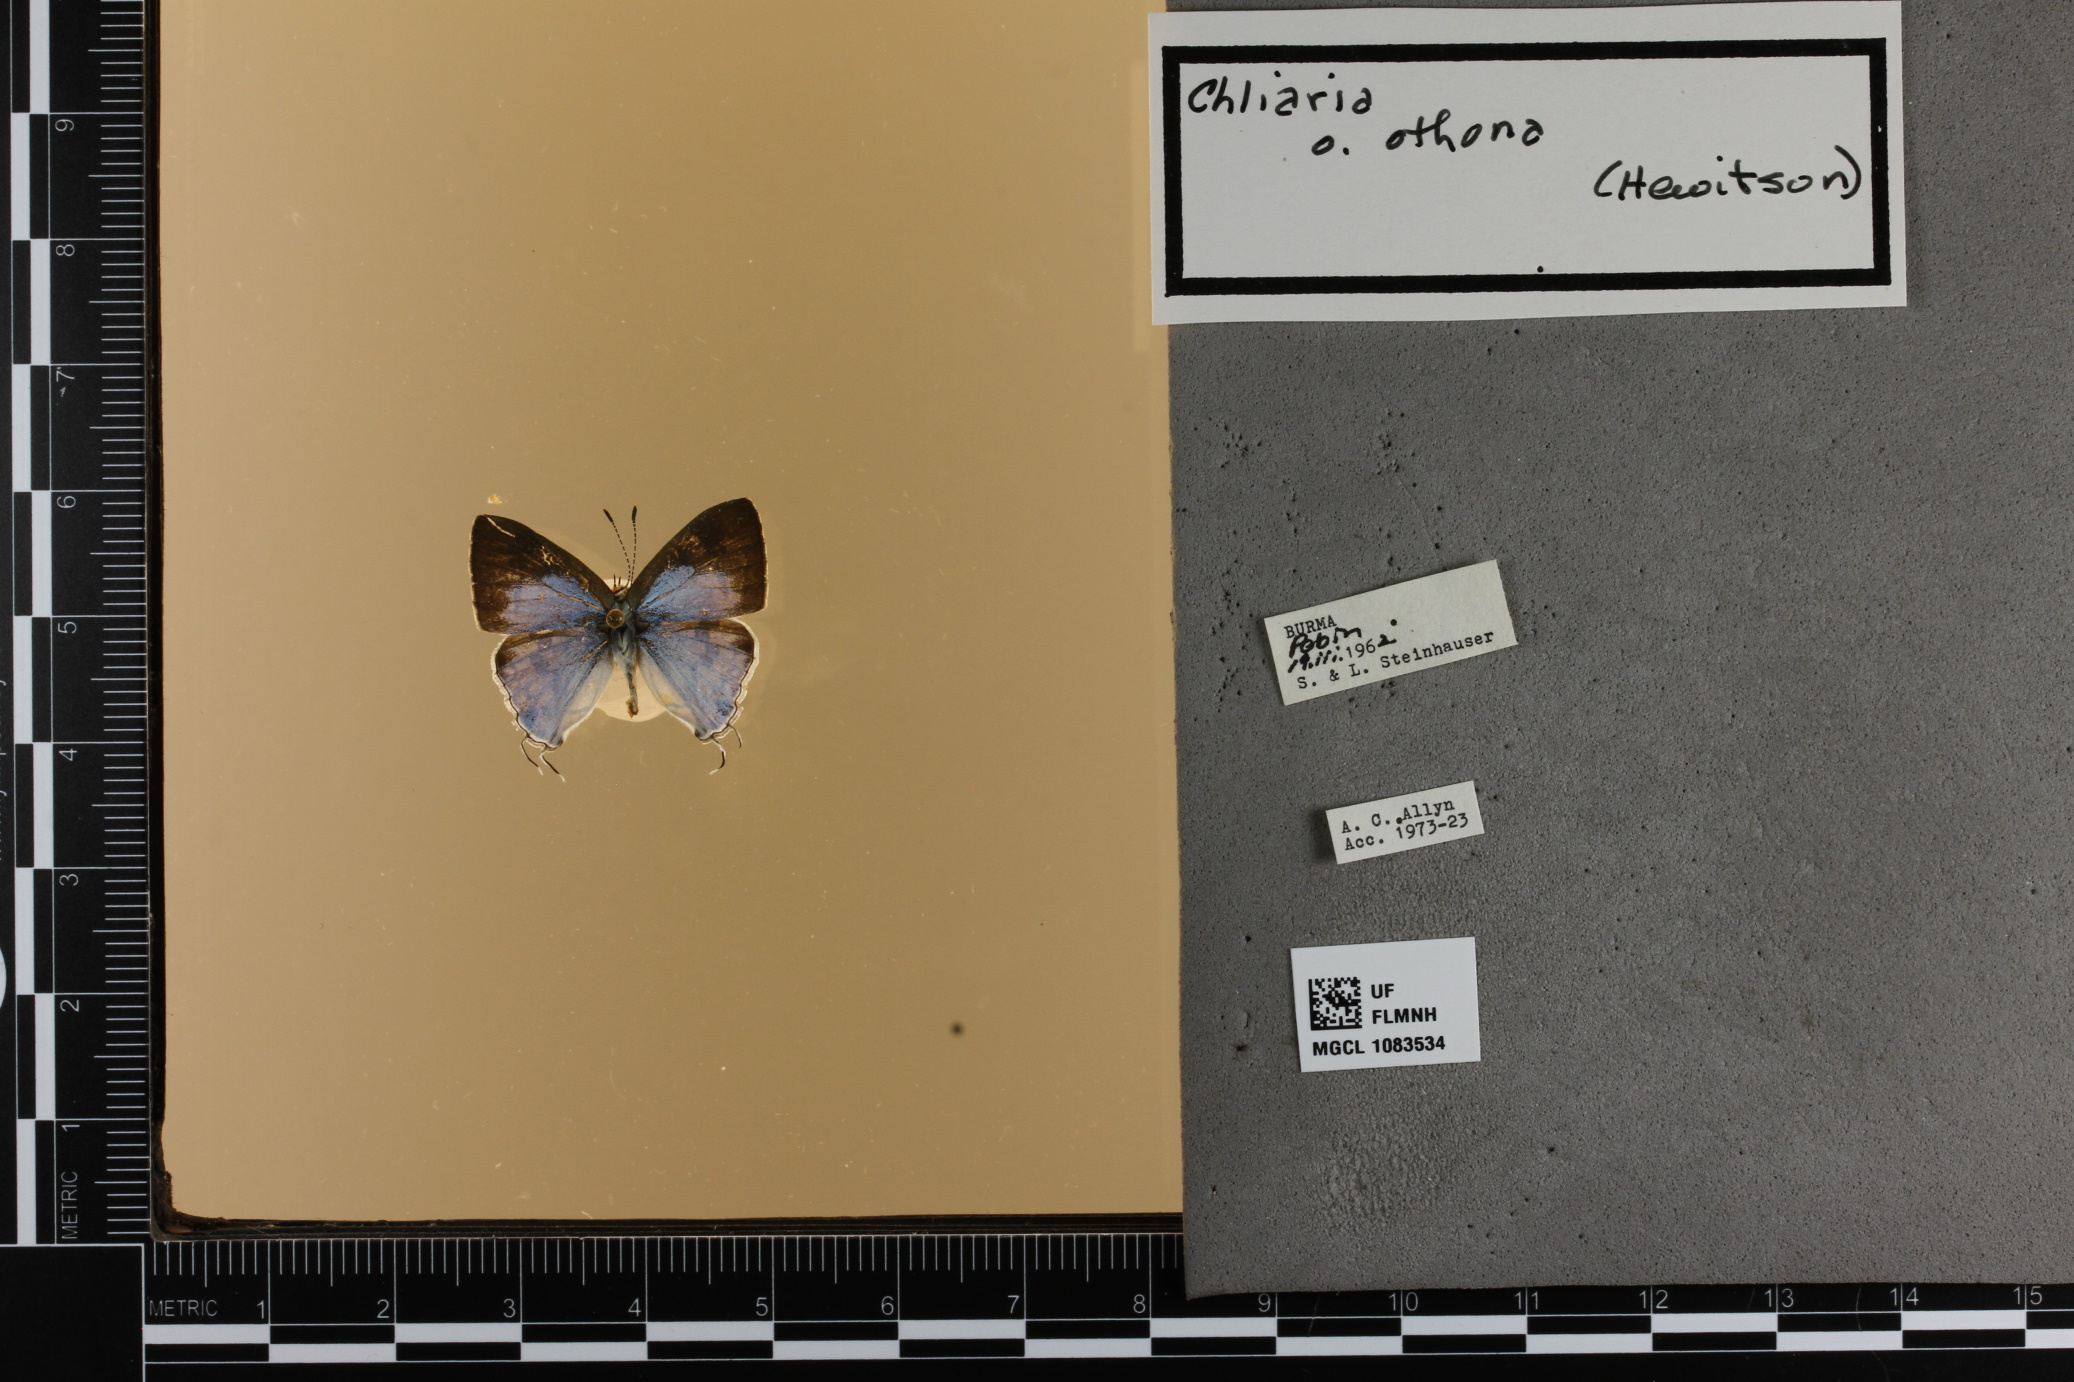 Chliaria
o. othona
(Hewitson)
BURMA
19.iii.1962
S. & L. Steinhauser
A. C. Allyn
Acc. 1973-23
UF
FLMNH
MGCL 1083534
9
8
7
6
5
4
3
2
1
METRIC
METRIC 1 2 3 4 5 6 7 8 9 10 11 12 13 14 15